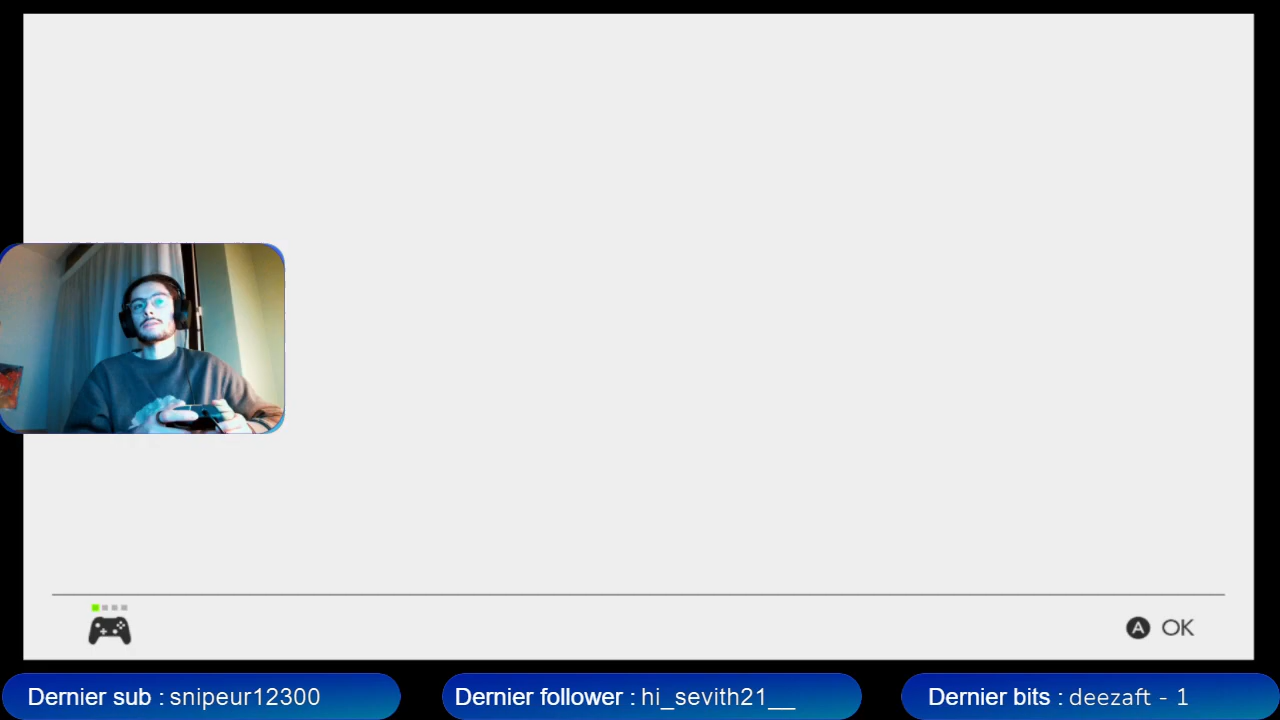 A OK
Dernier sub : snipeur12300
Dernier follower : hi_sevith21__
Dernier bits : deezaft - 1